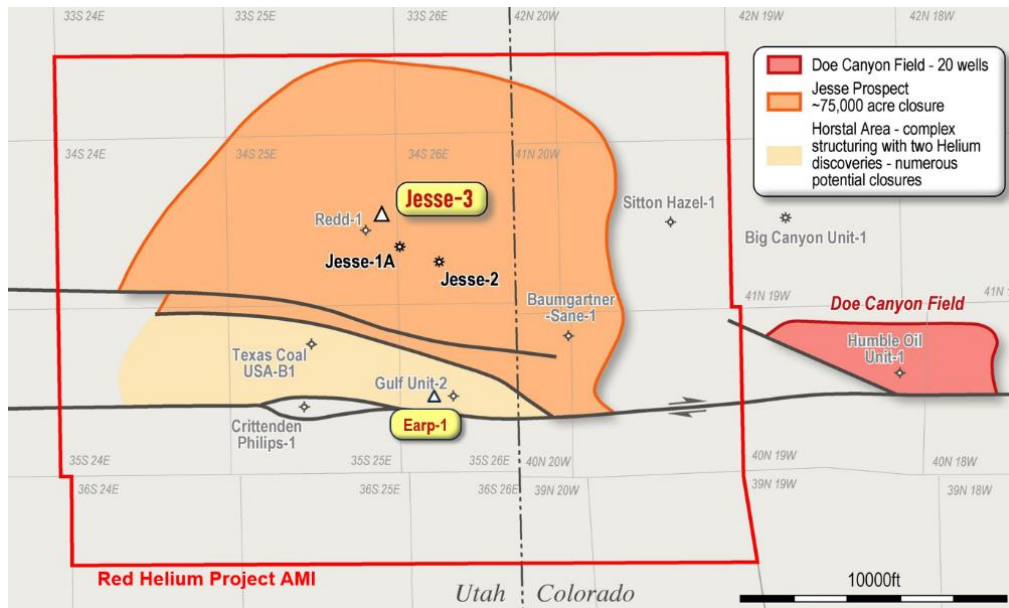 33S 24E
33S 25E
33S 26E
42N 20W
42N 19W
42N 18W
Doe Canyon Field - 20 wells
Jesse Prospect
~75,000 acre closure
Horstal Area - complex
structuring with two Helium
discoveries - numerous
potential closures
34S 24E
34S 25E
34S 26E
41N 20W
Jesse-3
Redd-1
Sitton Hazel-1
Big Canyon Unit-1
Jesse-1A
Jesse-2
Baumgartner
-Sane-1
41N 19W
41N 1
Doe Canyon Field
Humble Oil
Unit-1
Texas Coal
USA-B1
Gulf Unit-2
Earp-1
Crittenden
Philips-1
35S 24E
35S 25E
35S 26E
40N 20W
40N 19W
40N 18W
36S 24E
36S 25E
36S 26E
39N 20W
39N 19W
39N 18W
Red Helium Project AMI
Utah
Colorado
10000ft